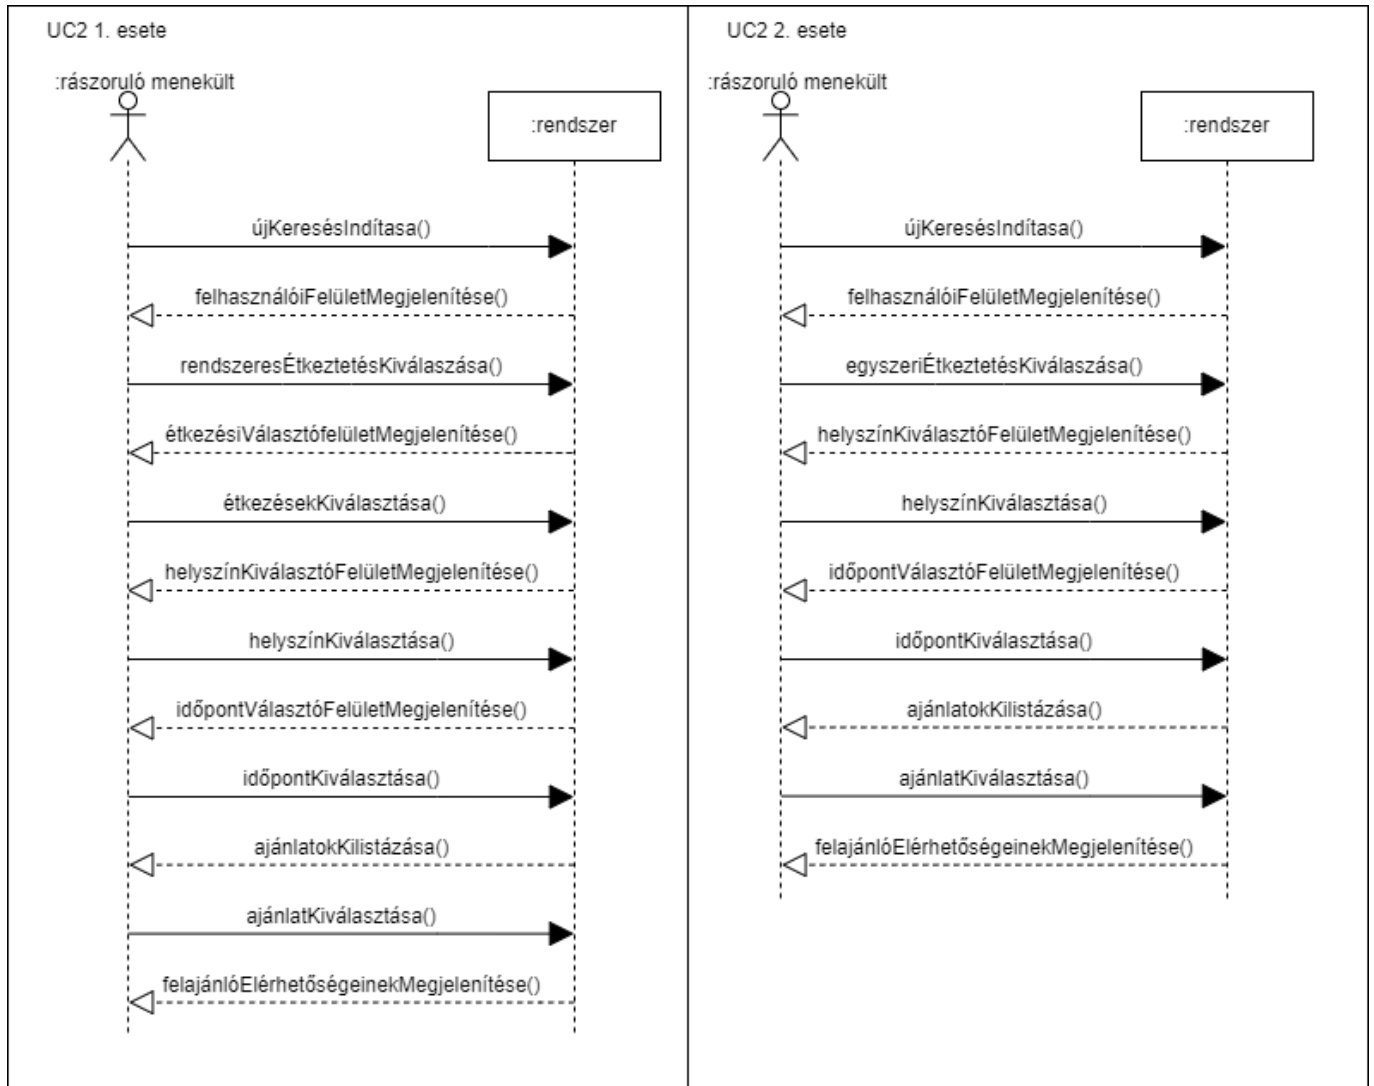 UC2 1. esete
:rászoruló menekült
:rendszer
újKeresésIndítasa()
felhasználóiFelületMegjelenítése()
rendszeresÉtkeztetésKiválaszása()
étkezésiVálasztófelületMegjelenítése()
étkezésekKiválasztása()
helyszínKiválasztóFelületMegjelenítése()
helyszínKiválasztása()
időpontVálasztóFelületMegjelenítése()
időpontKiválasztása()
ajánlatokKilistázása()
ajánlatKiválasztása()
felajánlóElérhetőségeinekMegjelenítése()
UC2 2. esete
:rászoruló menekült
:rendszer
újKeresésIndítasa()
felhasználóiFelületMegjelenítése()
egyszeriÉtkeztetésKiválaszása()
helyszínKiválasztóFelületMegjelenítése()
helyszínKiválasztása()
időpontVálasztóFelületMegjelenítése()
időpontKiválasztása()
ajánlatokKilistázása()
ajánlatKiválasztása()
felajánlóElérhetőségeinekMegjelenítése()